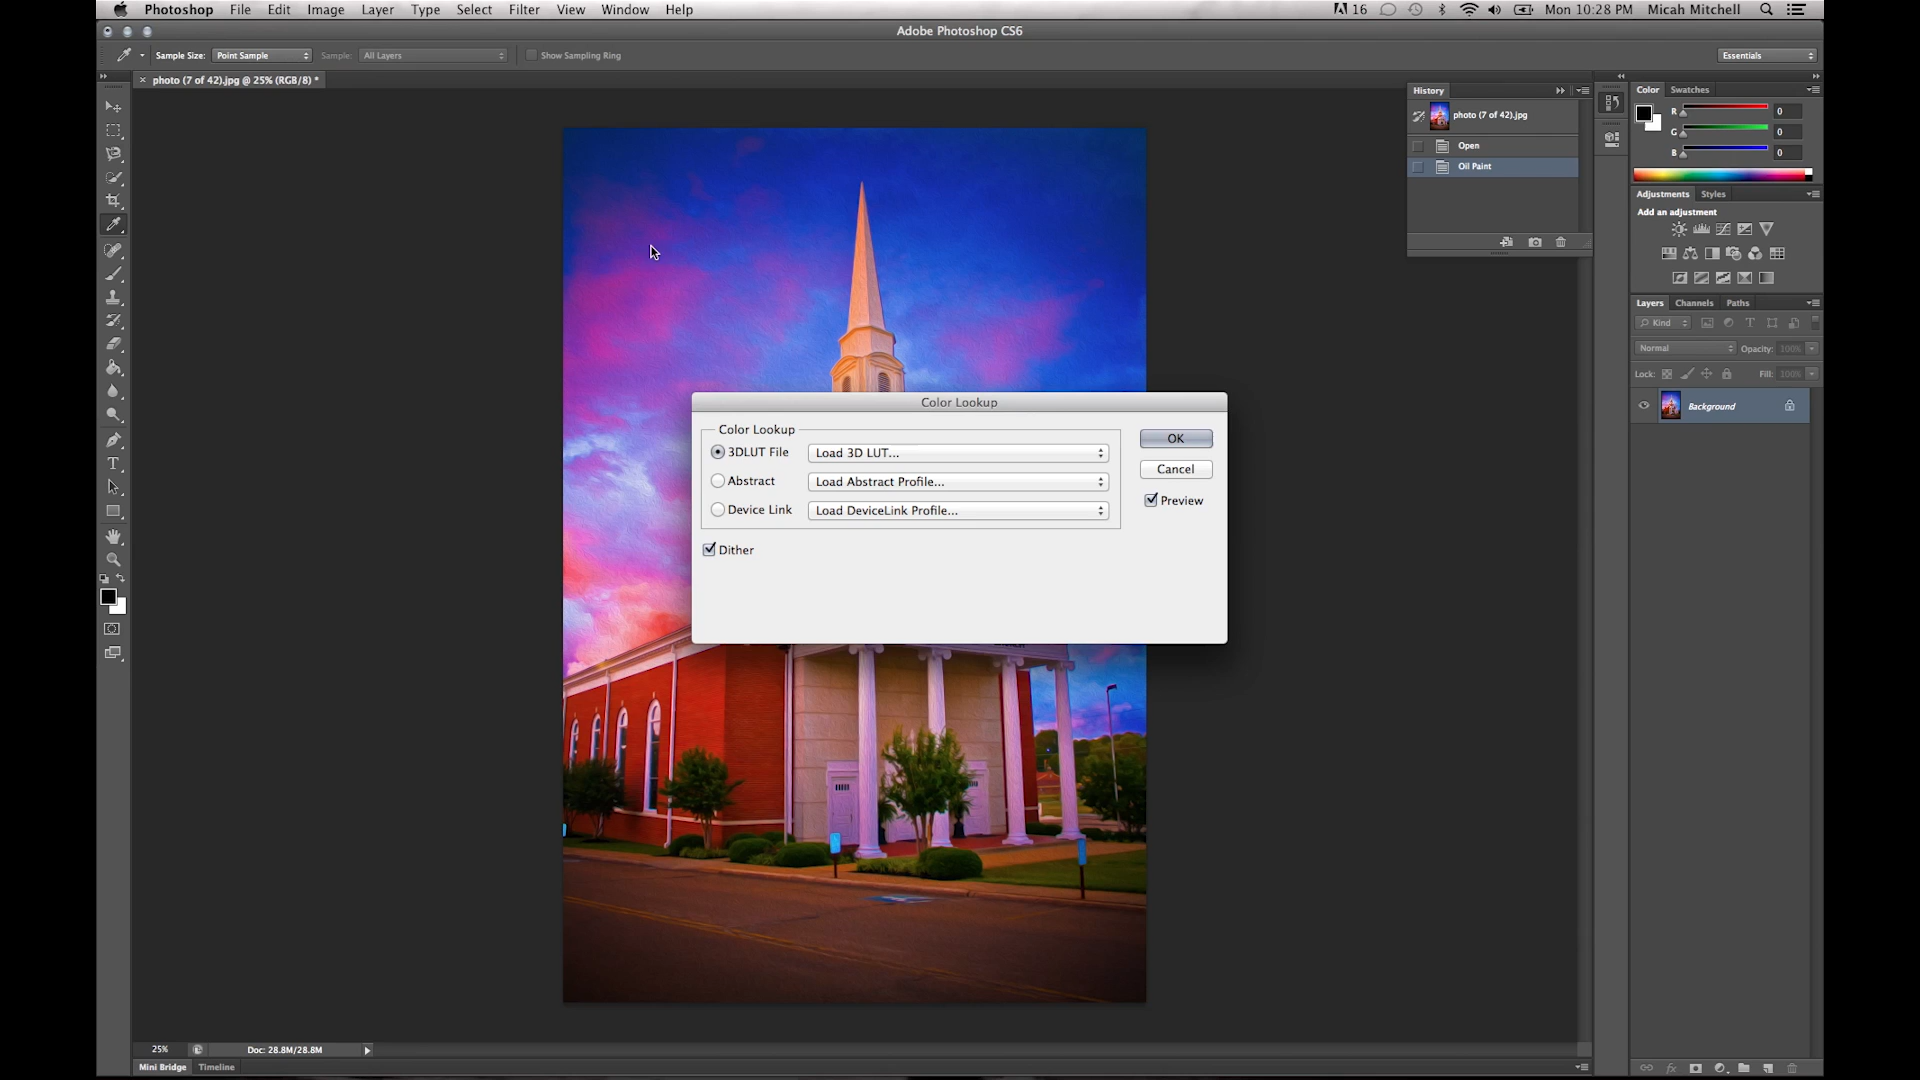 Photoshop File Edit Image Layer Type Select Filter View Window Help 16 Mon 10:28 PM Micah Mitchell
Adobe Photoshop CS6
Sample Size: Point Sample Sample: All Layers Show Sampling Ring Essentials
photo (7 of 42).jpg @ 25% (RGB/8) *
History
photo (7 of 42).jpg
Open
Oil Paint
Color Swatches
R 0
G 0
B 0
Adjustments Styles
Add an adjustment
Layers Channels Paths
Kind
Normal Opacity: 100%
Lock: Fill: 100%
Background
Color Lookup
Color Lookup
3DLUT File Load 3D LUT...
Abstract Load Abstract Profile...
Device Link Load DeviceLink Profile...
Dither
OK
Cancel
Preview
25% Doc: 28.8M/28.8M
Mini Bridge Timeline